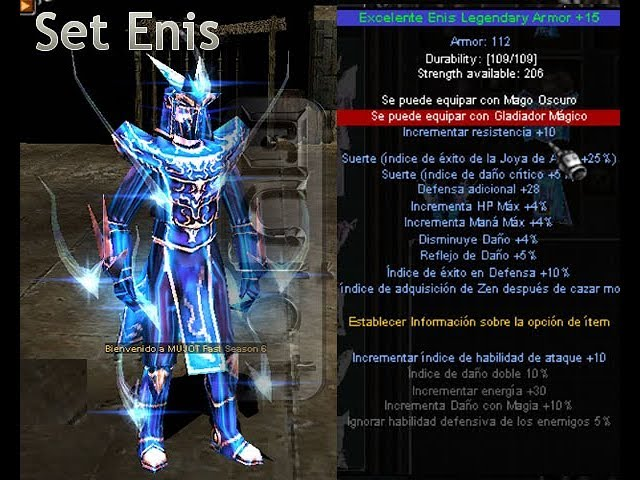 Set Enis
Excelente Enis Legendary Armor +15
Armor: 112
Durability: [109/109]
Strength available: 206
Se puede equipar con Mago Oscuro
Se puede equipar con Gladiador Mágico
Incrementar resistencia +10
Suerte (índice de éxito de la Joya de +25%)
Suerte (índice de daño crítico
Defensa adicional +28
Incrementa HP Máx +4%
Incrementa Maná Máx +4%
Disminuye Daño +4%
Reflejo de Daño +5%
Índice de éxito en Defensa +10%
índice de adquisición de Zen después de cazar mo
Establecer Información sobre la opción de ítem
Incrementar índice de habilidad de ataque +10
Índice de daño doble 10%
Incrementar energía +30
Incrementa Daño con Magia +10%
Ignorar habilidad defensiva de los enemigos 5%
Bienvenido a MUJOT Fast Season 6